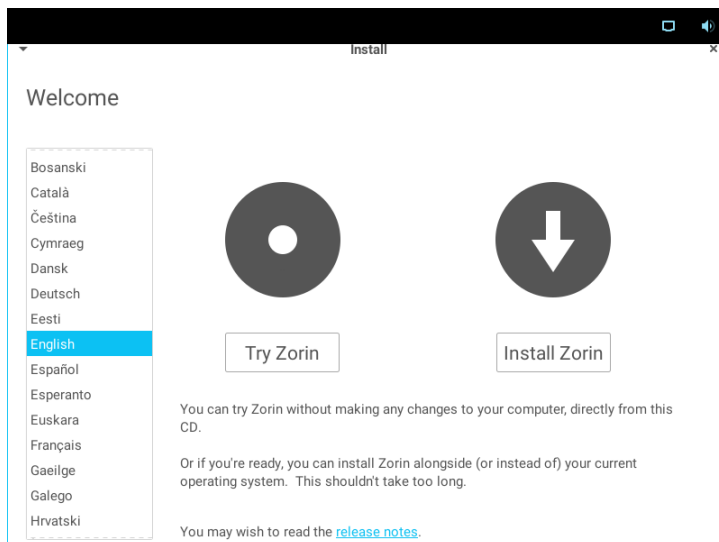 Install
Welcome
Bosanski
Català
Čeština
Cymraeg
Dansk
Deutsch
Eesti
English
Español
Esperanto
Euskara
Français
Gaeilge
Galego
Hrvatski
Try Zorin
Install Zorin
You can try Zorin without making any changes to your computer, directly from this
CD.
Or if you're ready, you can install Zorin alongside (or instead of) your current
operating system.  This shouldn't take too long.
You may wish to read the release notes.